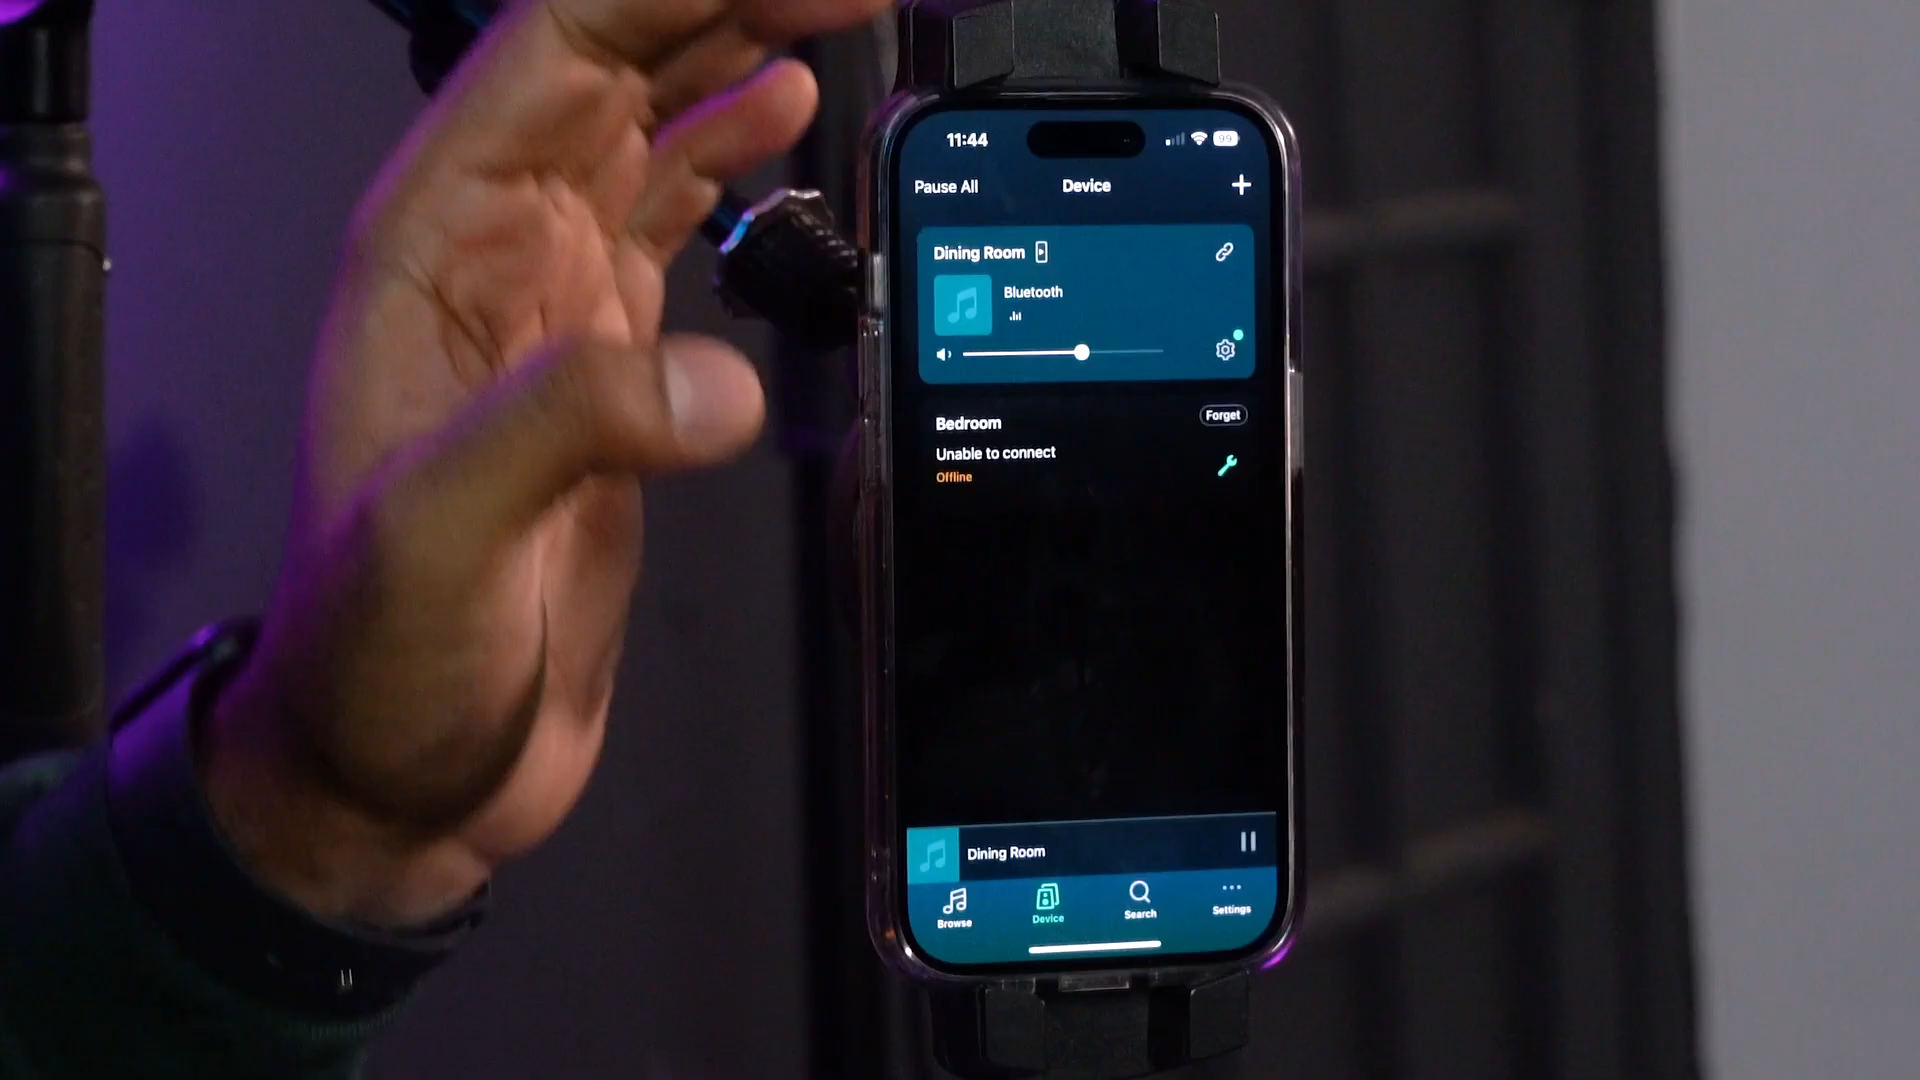 11:44
99
Pause All
Device
Dining Room
Bluetooth
Bedroom
Forget
Unable to connect
Offline
Dining Room
Browse
Device
Search
Settings